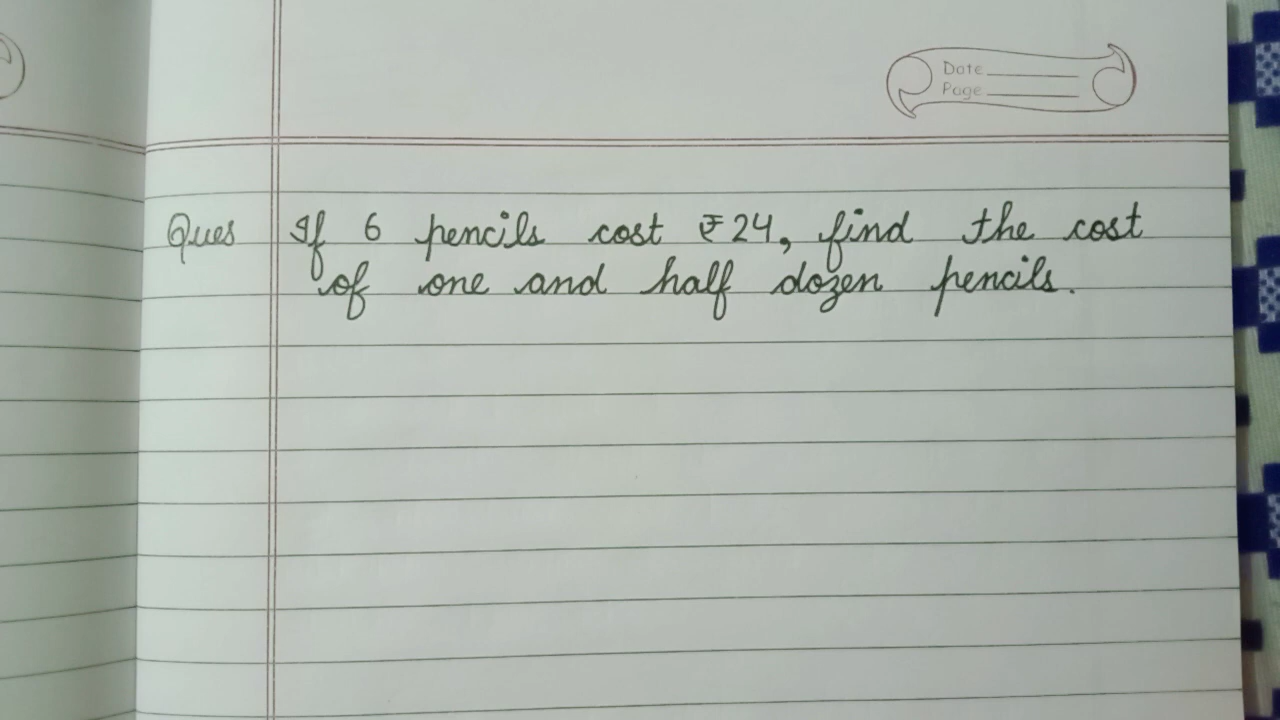 Date
Page
Ques If 6 pencils cost ₹24, find the cost
of one and half dozen pencils.